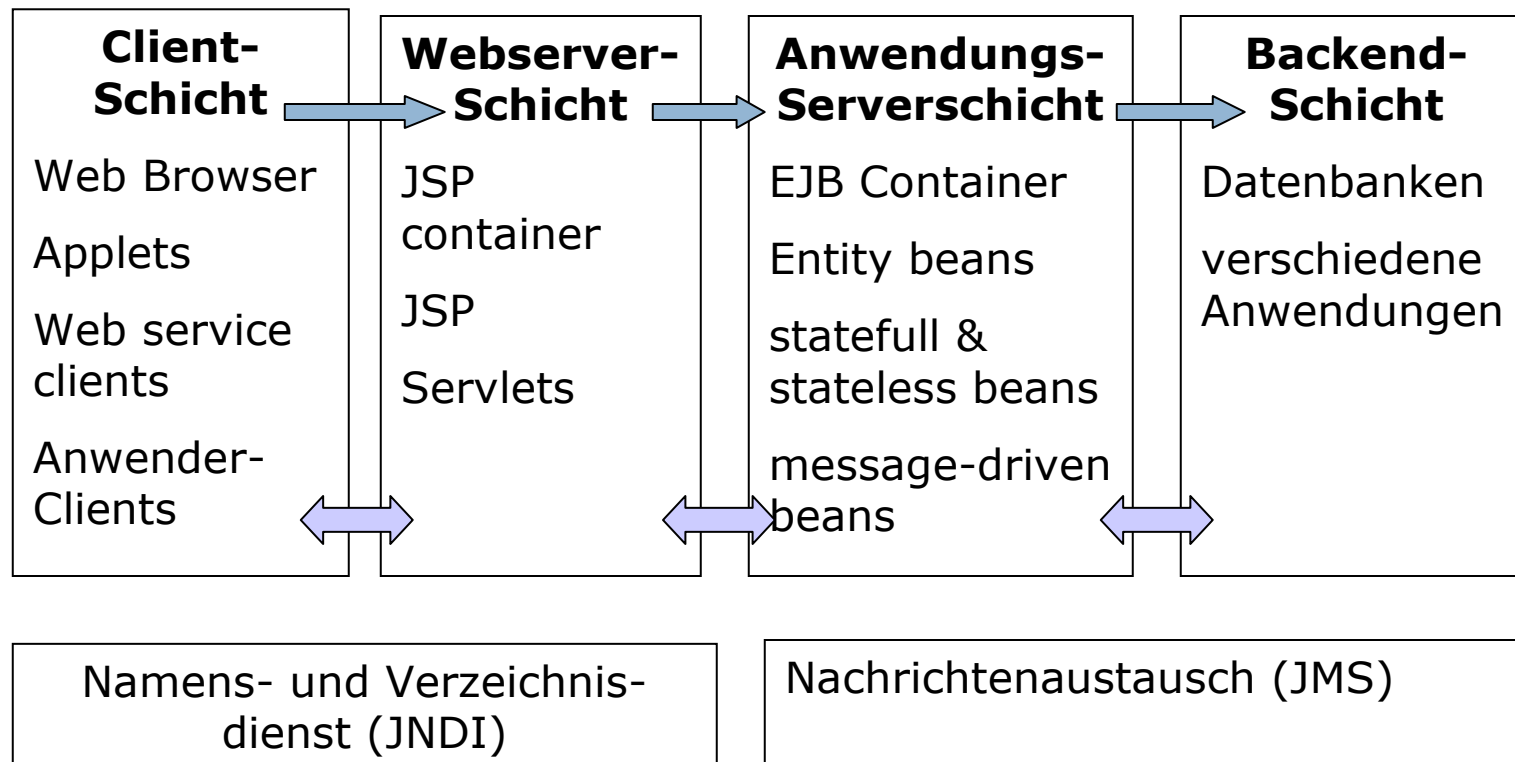 Client-
Schicht
Web Browser
Applets
Web service
clients
Anwender-
Clients
Webserver-
Schicht
JSP
container
JSP
Servlets
Anwendungs-
Serverschicht
EJB Container
Entity beans
statefull &
stateless beans
message-driven
beans
Backend-
Schicht
Datenbanken
verschiedene
Anwendungen
Namens- und Verzeichnis-
dienst (JNDI)
Nachrichtenaustausch (JMS)